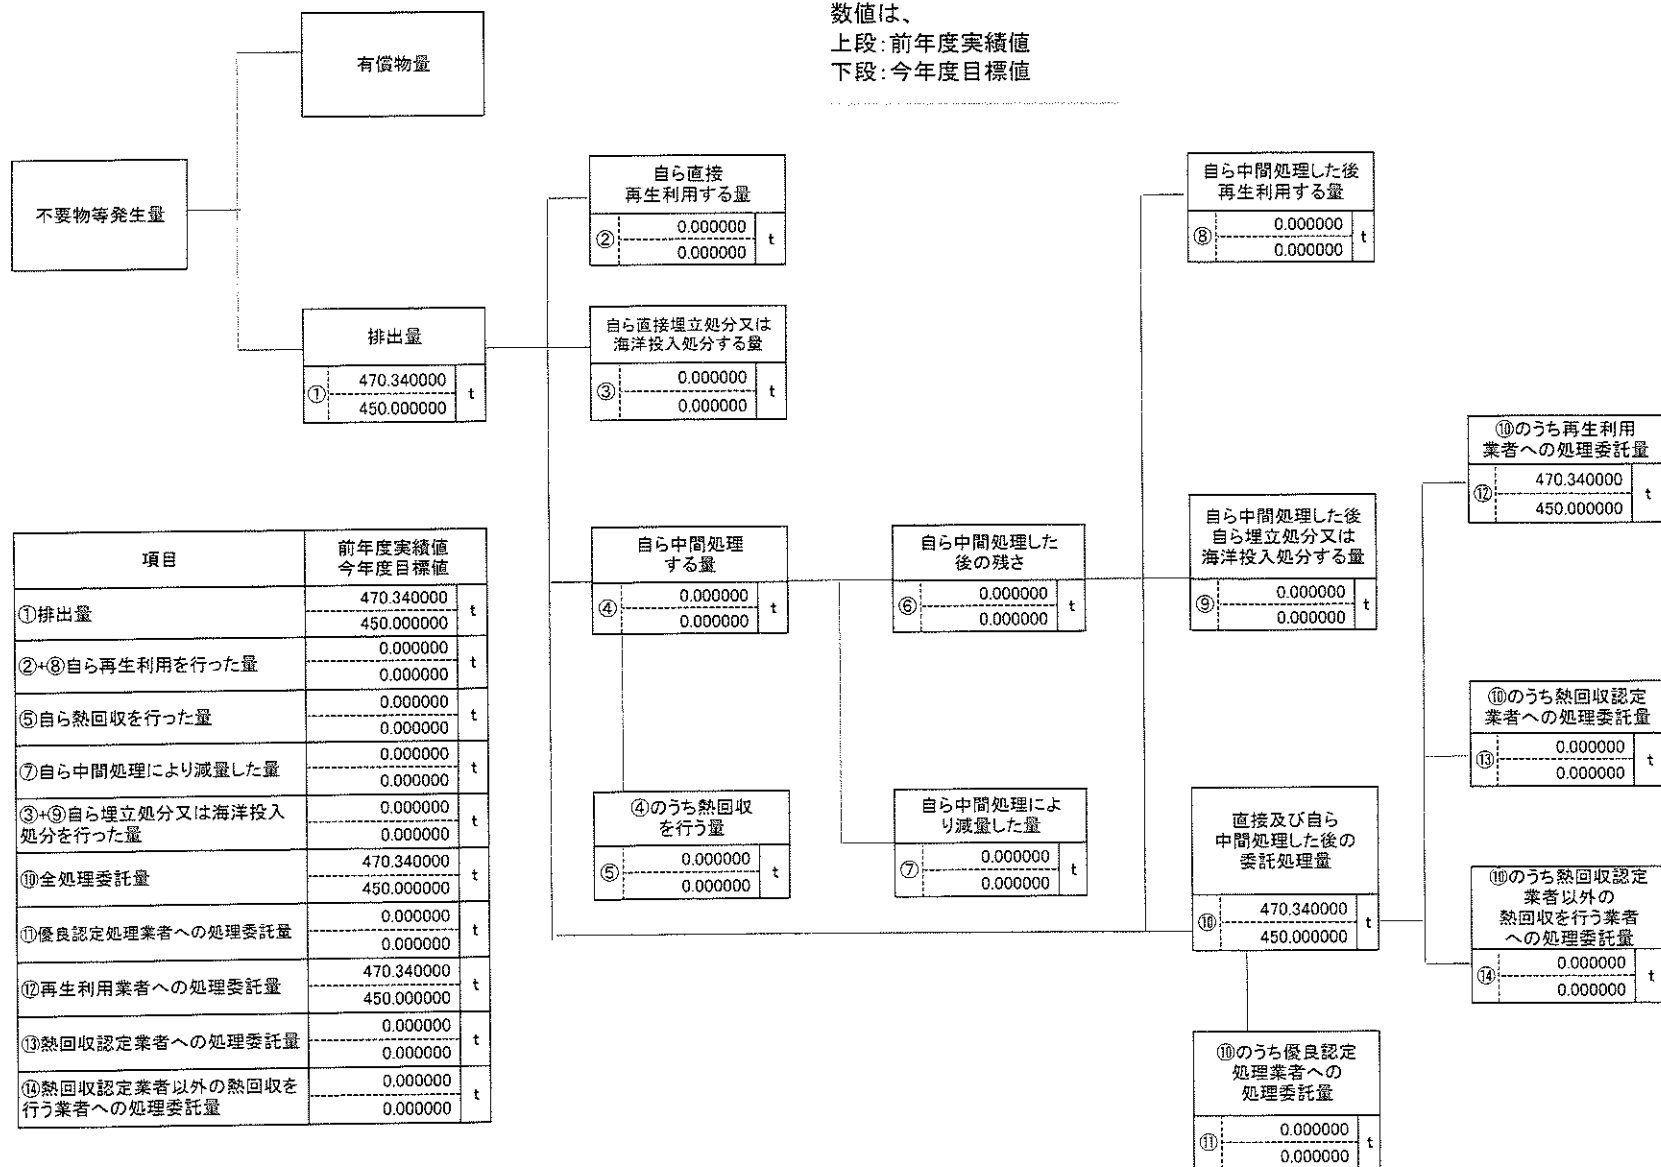 数値は、
上段:前年度実績値
下段:今年度目標値
有償物量
不要物等発生量
排出量
①
470.340000
450.000000
t
自ら直接
再生利用する量
②
0.000000
0.000000
t
自ら直接埋立処分又は
海洋投入処分する量
③
0.000000
0.000000
t
自ら中間処理
する量
④
0.000000
0.000000
t
④のうち熱回収
を行う量
⑤
0.000000
0.000000
t
自ら中間処理した
後の残さ
⑥
0.000000
0.000000
t
自ら中間処理によ
り減量した量
⑦
0.000000
0.000000
t
自ら中間処理した後
再生利用する量
⑧
0.000000
0.000000
t
自ら中間処理した後
自ら埋立処分又は
海洋投入処分する量
⑨
0.000000
0.000000
t
直接及び自ら
中間処理した後の
委託処理量
⑩
470.340000
450.000000
t
⑩のうち優良認定
処理業者への
処理委託量
⑪
0.000000
0.000000
t
⑩のうち再生利用
業者への処理委託量
⑫
470.340000
450.000000
t
⑩のうち熱回収認定
業者への処理委託量
⑬
0.000000
0.000000
t
⑩のうち熱回収認定
業者以外の
熱回収を行う業者
への処理委託量
⑭
0.000000
0.000000
t
項目
前年度実績値
今年度目標値
①排出量
470.340000
450.000000
t
②+⑧自ら再生利用を行った量
0.000000
0.000000
t
⑤自ら熱回収を行った量
0.000000
0.000000
t
⑦自ら中間処理により減量した量
0.000000
0.000000
t
③+⑨自ら埋立処分又は海洋投入
処分を行った量
0.000000
0.000000
t
⑩全処理委託量
470.340000
450.000000
t
⑪優良認定処理業者への処理委託量
0.000000
0.000000
t
⑫再生利用業者への処理委託量
470.340000
450.000000
t
⑬熱回収認定業者への処理委託量
0.000000
0.000000
t
⑭熱回収認定業者以外の熱回収を
行う業者への処理委託量
0.000000
0.000000
t